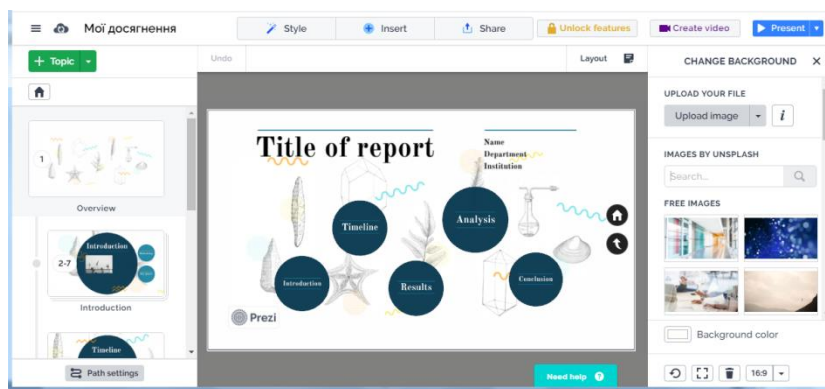 Мої досягнення
Style
Insert
Share
Unlock features
Create video
Present
+ Topic
Undo
Layout
CHANGE BACKGROUND
UPLOAD YOUR FILE
Upload image
i
IMAGES BY UNSPLASH
Search...
FREE IMAGES
Background color
16:9
1
Overview
2-7
Introduction
Introduction
Timeline
Path settings
Title of report
Name
Department
Institution
Timeline
Analysis
Introduction
Results
Conclusion
Prezi
Need help ?